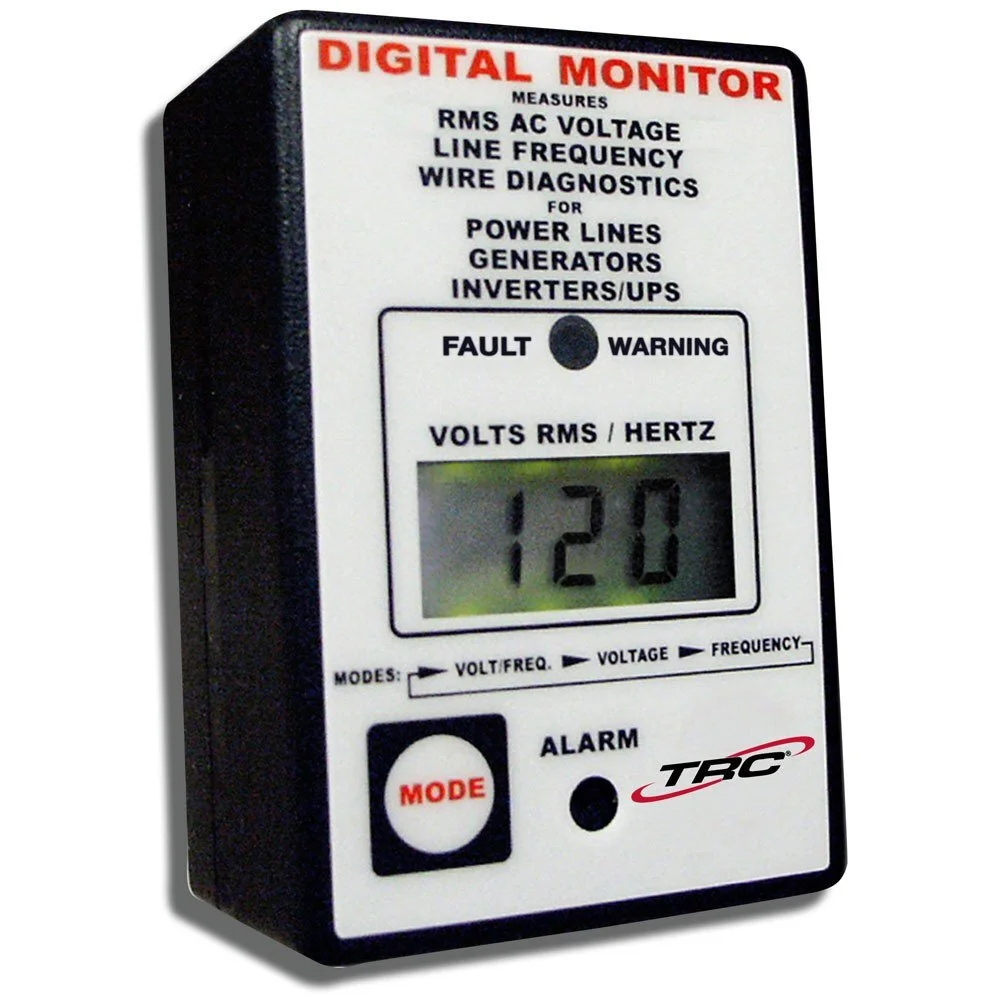 DIGITAL MONITOR
MEASURES
RMS AC VOLTAGE
LINE FREQUENCY
WIRE DIAGNOSTICS
FOR
POWER LINES
GENERATORS
INVERTERS/UPS
FAULT WARNING
VOLTS RMS / HERTZ
120
MODES: VOLT/FREQ. VOLTAGE FREQUENCY
MODE
ALARM
TRC®